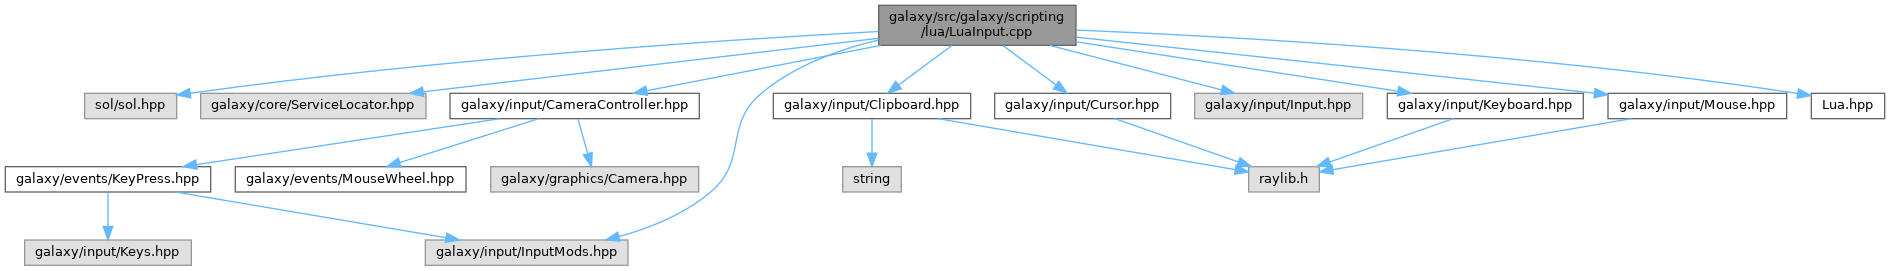 galaxy/src/galaxy/scripting
/lua/LuaInput.cpp
sol/sol.hpp
galaxy/core/ServiceLocator.hpp
galaxy/input/CameraController.hpp
galaxy/input/Clipboard.hpp
galaxy/input/Cursor.hpp
galaxy/input/Input.hpp
galaxy/input/Keyboard.hpp
galaxy/input/Mouse.hpp
Lua.hpp
galaxy/events/KeyPress.hpp
galaxy/events/MouseWheel.hpp
galaxy/graphics/Camera.hpp
string
raylib.h
galaxy/input/Keys.hpp
galaxy/input/InputMods.hpp